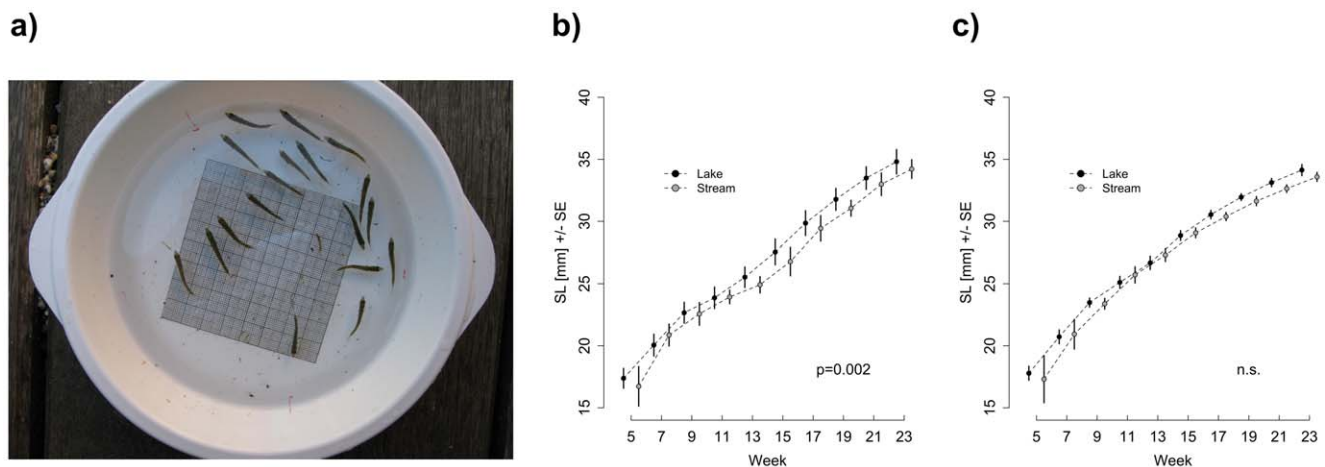 a)
b)
c)
40
35
30
25
20
15
SL [mm] +/- SE
Lake
Stream
p=0.002
5 7 9 11 13 15 17 19 21 23
Week
40
35
30
25
20
15
SL [mm] +/- SE
Lake
Stream
n.s.
5 7 9 11 13 15 17 19 21 23
Week